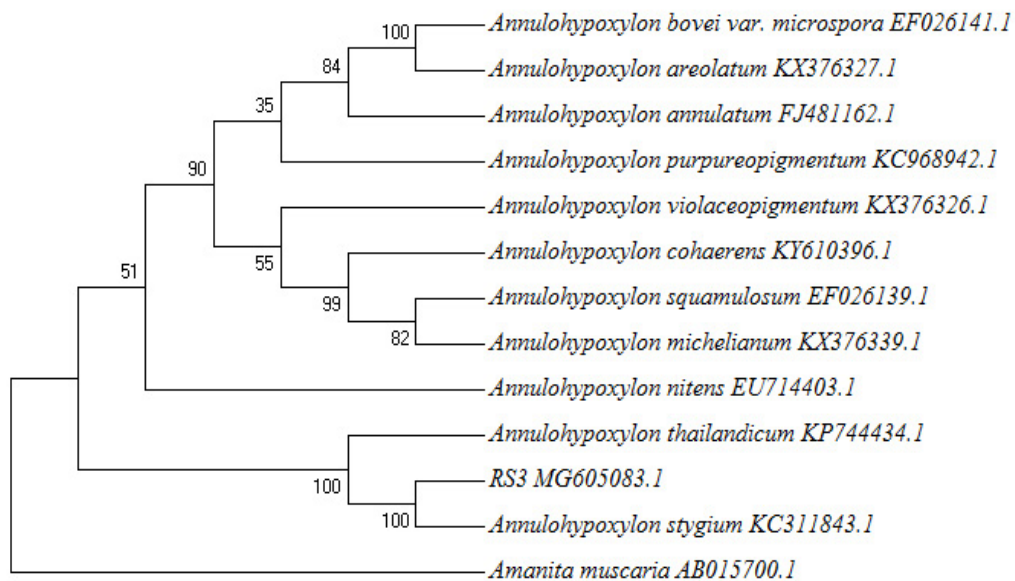 100
Annulohypoxylon bovei var. microspora EF026141.1
Annulohypoxylon areolatum KX376327.1
84
Annulohypoxylon annulatum FJ481162.1
35
Annulohypoxylon purpureopigmentum KC968942.1
90
Annulohypoxylon violaceopigmentum KX376326.1
55
Annulohypoxylon cohaerens KY610396.1
51
99
Annulohypoxylon squamulosum EF026139.1
82
Annulohypoxylon michelianum KX376339.1
Annulohypoxylon nitens EU714403.1
Annulohypoxylon thailandicum KP744434.1
100
RS3 MG605083.1
100
Annulohypoxylon stygium KC311843.1
Amanita muscaria AB015700.1